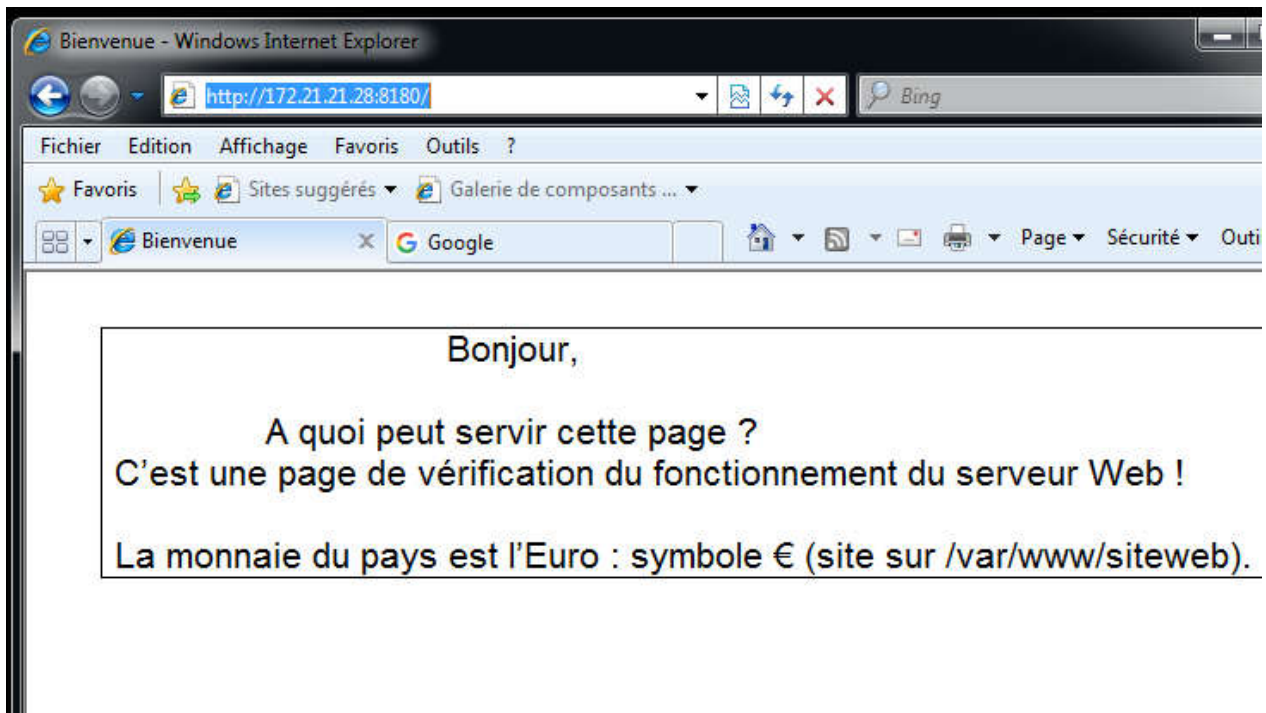 Bienvenue - Windows Internet Explorer
http://172.21.21.28:8180/ Bing
Fichier Edition Affichage Favoris Outils ?
Favoris Sites suggérés Galerie de composants ...
Bienvenue Google Page Sécurité Outi
Bonjour,
A quoi peut servir cette page ?
C’est une page de vérification du fonctionnement du serveur Web !
La monnaie du pays est l’Euro : symbole € (site sur /var/www/siteweb).